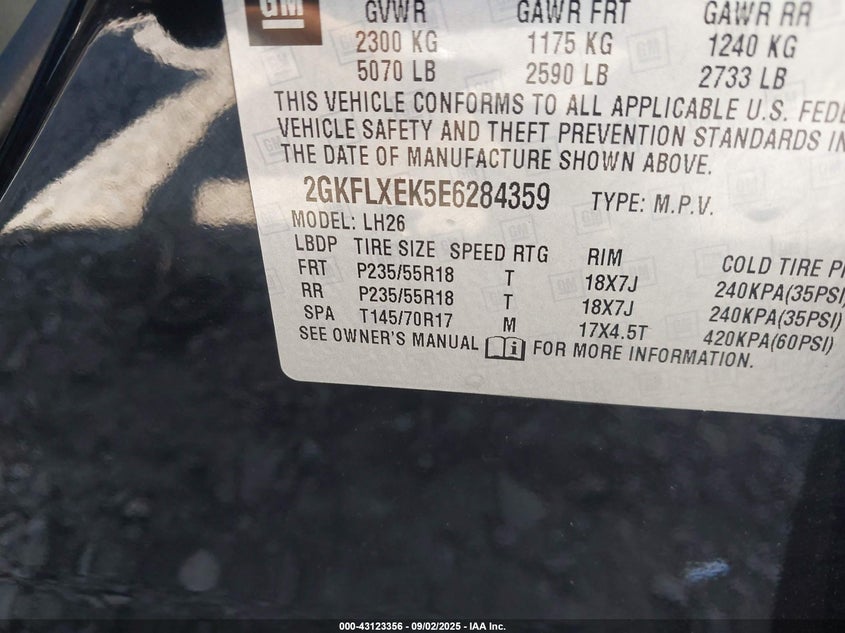 GM GVWR GAWR FRT GAWR RR
2300 KG 1175 KG 1240 KG
5070 LB 2590 LB 2733 LB
THIS VEHICLE CONFORMS TO ALL APPLICABLE U.S.
VEHICLE SAFETY AND THEFT PREVENTION STANDARDS IN
THE DATE OF MANUFACTURE SHOWN ABOVE.
2GKFLXEK5E6284359 TYPE: M.P.V.
MODEL: LH26
LBDP TIRE SIZE SPEED RTG RIM COLD TIRE
FRT P235/55R18 T 18X7J 240KPA(35PSI)
RR P235/55R18 T 18X7J 240KPA(35PSI)
SPA T145/70R17 M 17X4.5T 420KPA(60PSI)
SEE OWNER'S MANUAL FOR MORE INFORMATION.
000-43123356 - 09/02/2025 - IAA Inc.